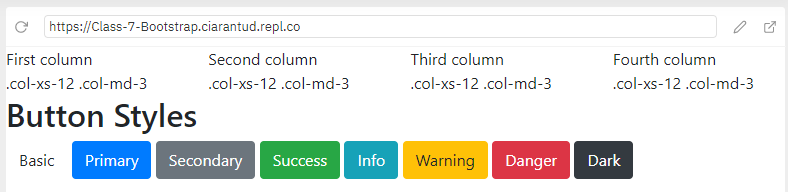 https://Class-7-Bootstrap.ciarantud.repl.co
First column Second column Third column Fourth column
.col-xs-12 .col-md-3 .col-xs-12 .col-md-3 .col-xs-12 .col-md-3 .col-xs-12 .col-md-3
Button Styles
Basic Primary Secondary Success Info Warning Danger Dark